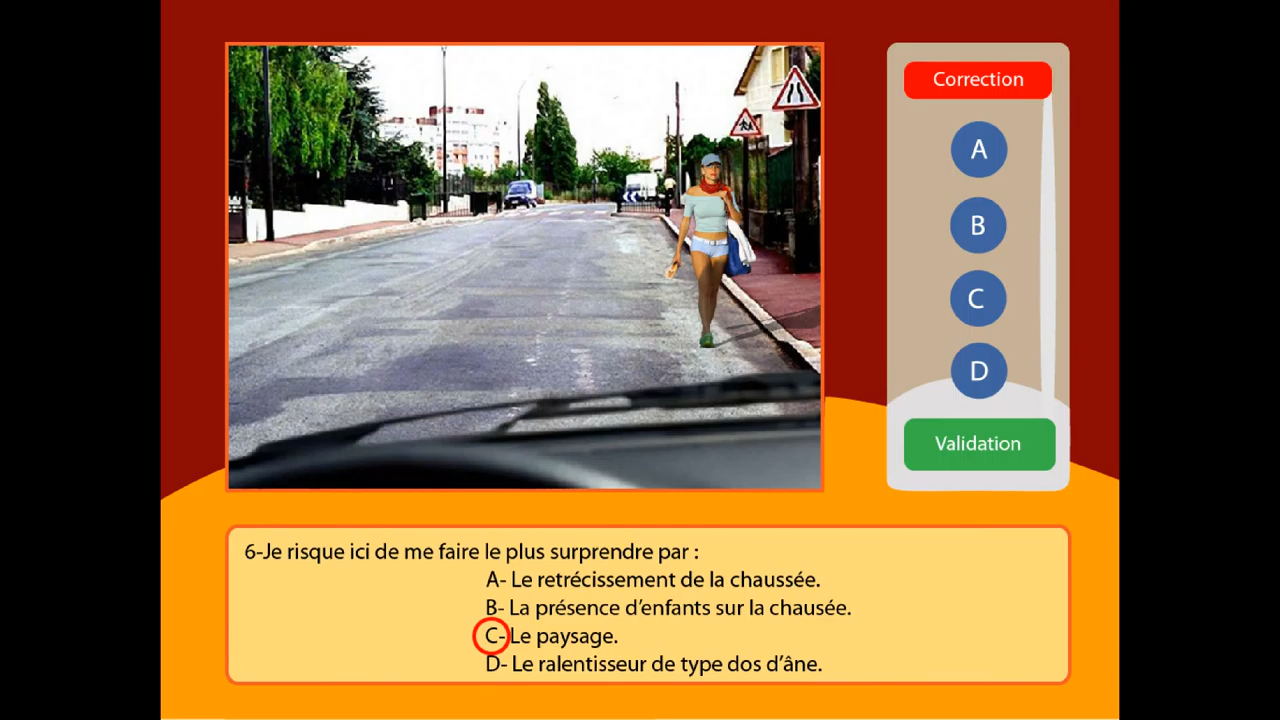 Correction
A
B
C
D
Validation
6-Je risque ici de me faire le plus surprendre par :
A- Le retrécissement de la chaussée.
B- La présence d’enfants sur la chausée.
C- Le paysage.
D- Le ralentisseur de type dos d’âne.